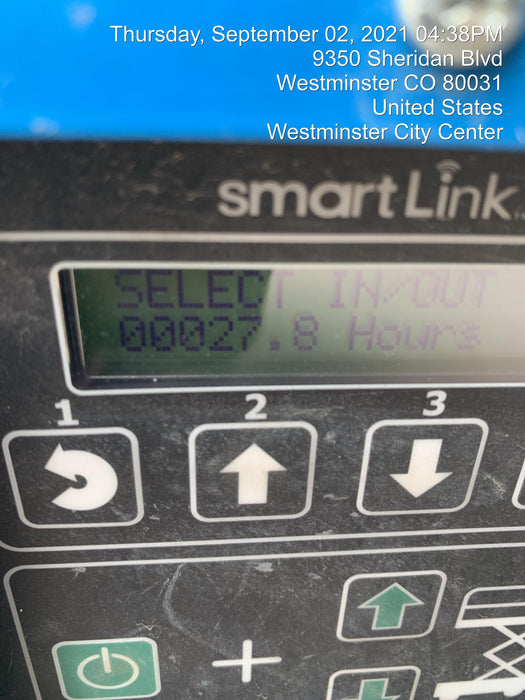 Thursday, September 02, 2021 04:38PM
9350 Sheridan Blvd
Westminster CO 80031
United States
Westminster City Center
smartLink
SELECT IN/OUT
00027.8 Hours
1 2 3